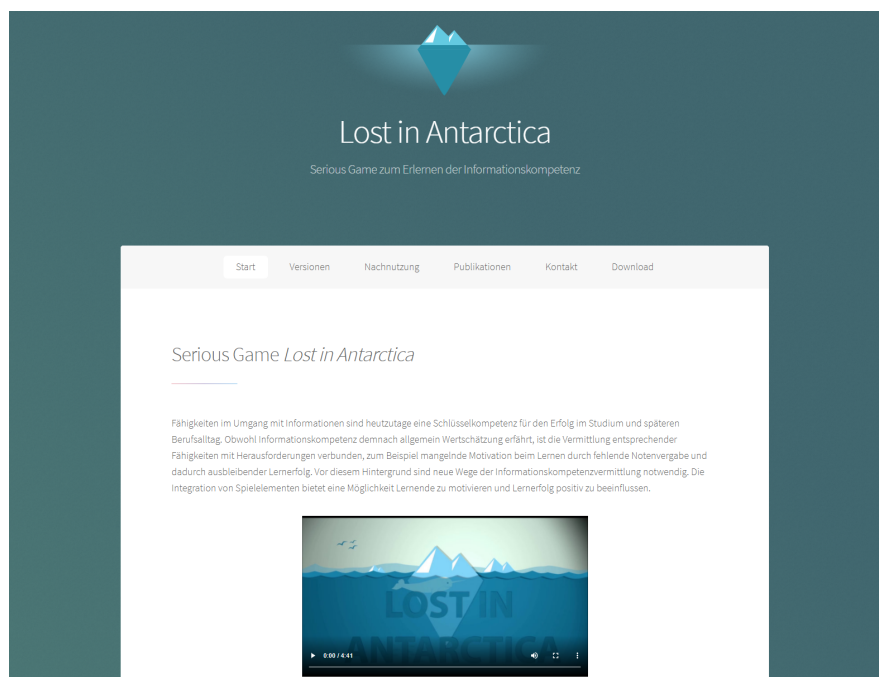 Lost in Antarctica
Serious Game zum Erlernen der Informationskompetenz
Start Versionen Nachnutzung Publikationen Kontakt Download
Serious Game Lost in Antarctica
Fähigkeiten im Umgang mit Informationen sind heutzutage eine Schlüsselkompetenz für den Erfolg im Studium und späteren
Berufsalltag. Obwohl Informationskompetenz demnach allgemein Wertschätzung erfährt, ist die Vermittlung entsprechender
Fähigkeiten mit Herausforderungen verbunden, zum Beispiel mangelnde Motivation beim Lernen durch fehlende Notenvergabe und
dadurch ausbleibender Lernerfolg. Vor diesem Hintergrund sind neue Wege der Informationskompetenzvermittlung notwendig. Die
Integration von Spielelementen bietet eine Möglichkeit Lernende zu motivieren und Lernerfolg positiv zu beeinflussen.
LOST IN
ANTARCTICA
0:00 / 4:41